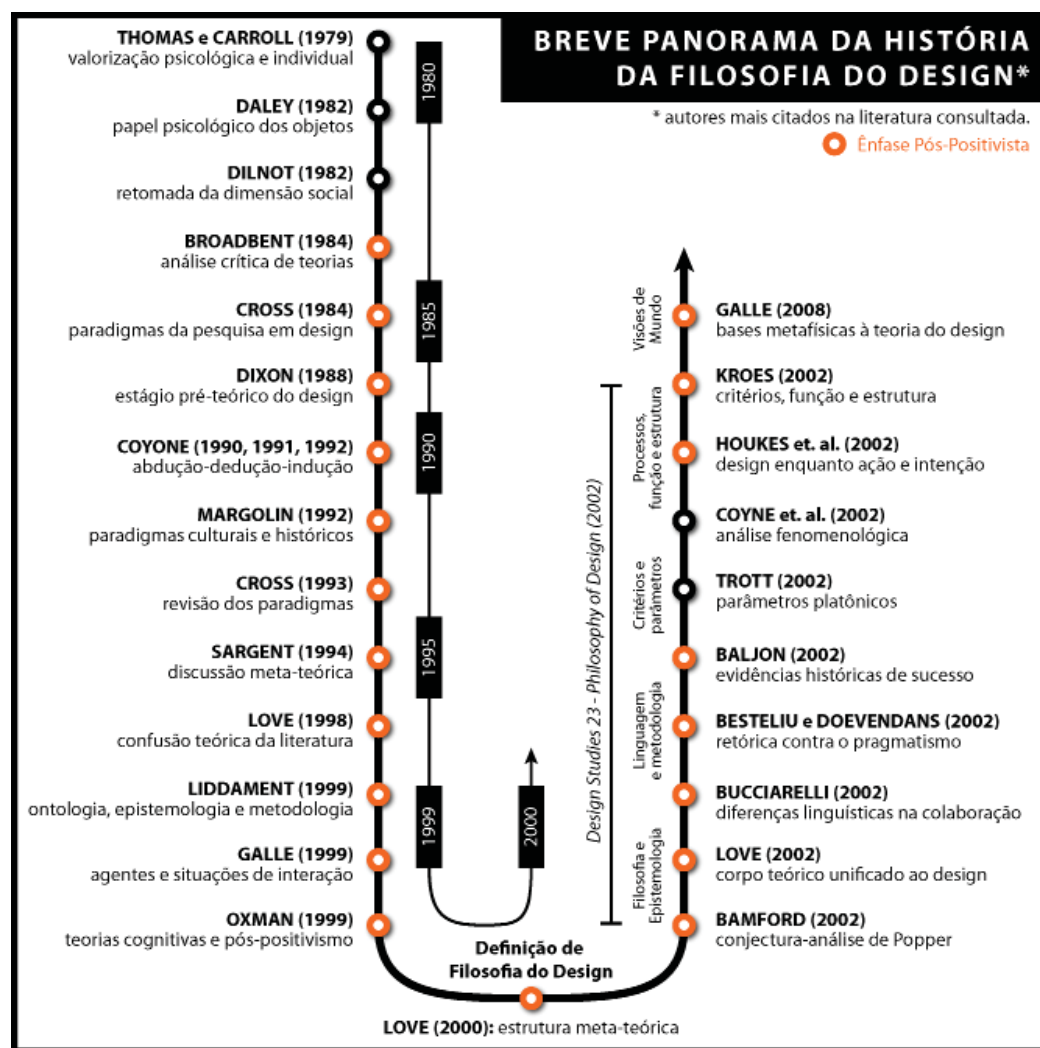 BREVE PANORAMA DA HISTÓRIA
DA FILOSOFIA DO DESIGN*
* autores mais citados na literatura consultada.
Ênfase Pós-Positivista
THOMAS e CARROLL (1979)
valorização psicológica e individual
DALEY (1982)
papel psicológico dos objetos
DILNOT (1982)
retomada da dimensão social
BROADBENT (1984)
análise crítica de teorias
CROSS (1984)
paradigmas da pesquisa em design
DIXON (1988)
estágio pré-teórico do design
COYONE (1990, 1991, 1992)
abdução-dedução-indução
MARGOLIN (1992)
paradigmas culturais e históricos
CROSS (1993)
revisão dos paradigmas
SARGENT (1994)
discussão meta-teórica
LOVE (1998)
confusão teórica da literatura
LIDDAMENT (1999)
ontologia, epistemologia e metodologia
GALLE (1999)
agentes e situações de interação
OXMAN (1999)
teorias cognitivas e pós-positivismo
1980
1985
1990
1995
1999
2000
Definição de
Filosofia do Design
LOVE (2000): estrutura meta-teórica
Design Studies 23 - Philosophy of Design (2002)
Visões de
Mundo
Processos,
função e estrutura
Critérios e
parâmetros
Linguagem
e metodologia
Filosofia e
Epistemologia
GALLE (2008)
bases metafísicas à teoria do design
KROES (2002)
critérios, função e estrutura
HOUKES et. al. (2002)
design enquanto ação e intenção
COYNE et. al. (2002)
análise fenomenológica
TROTT (2002)
parâmetros platônicos
BALJON (2002)
evidências históricas de sucesso
BESTELIU e DOEVENDANS (2002)
retórica contra o pragmatismo
BUCCIARELLI (2002)
diferenças linguísticas na colaboração
LOVE (2002)
corpo teórico unificado ao design
BAMFORD (2002)
conjectura-análise de Popper